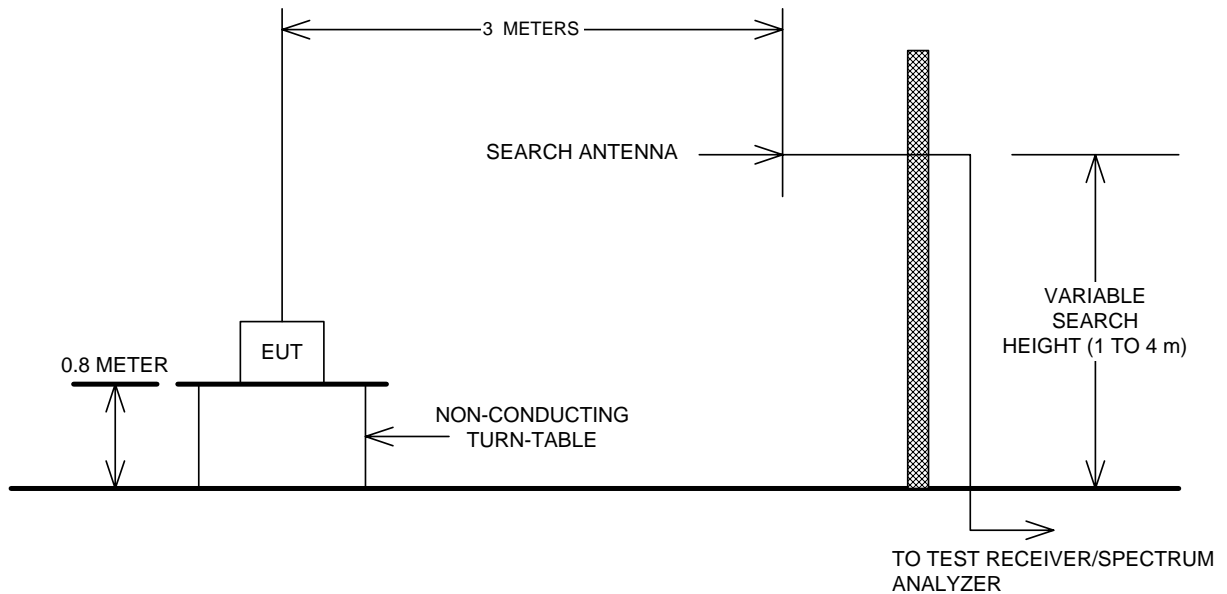 3 METERS
SEARCH ANTENNA
VARIABLE
SEARCH
HEIGHT (1 TO 4 m)
EUT
0.8 METER
NON-CONDUCTING
TURN-TABLE
TO TEST RECEIVER/SPECTRUM
ANALYZER